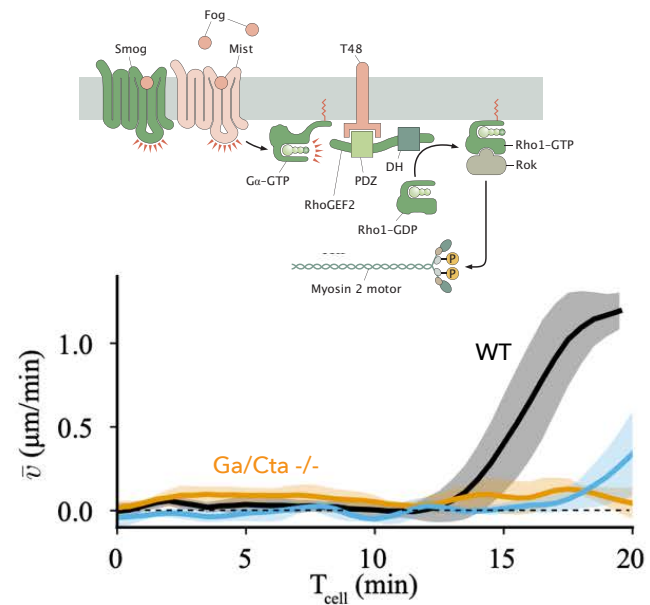 Fog
Smog
Mist
T48
Gα–GTP
RhoGEF2
PDZ
DH
Rho1–GDP
Rho1–GTP
Rok
P
P
Myosin 2 motor
WT
Ga/Cta -/-
v̄ (μm/min)
1.0
0.5
0.0
0
5
10
15
20
T_cell (min)